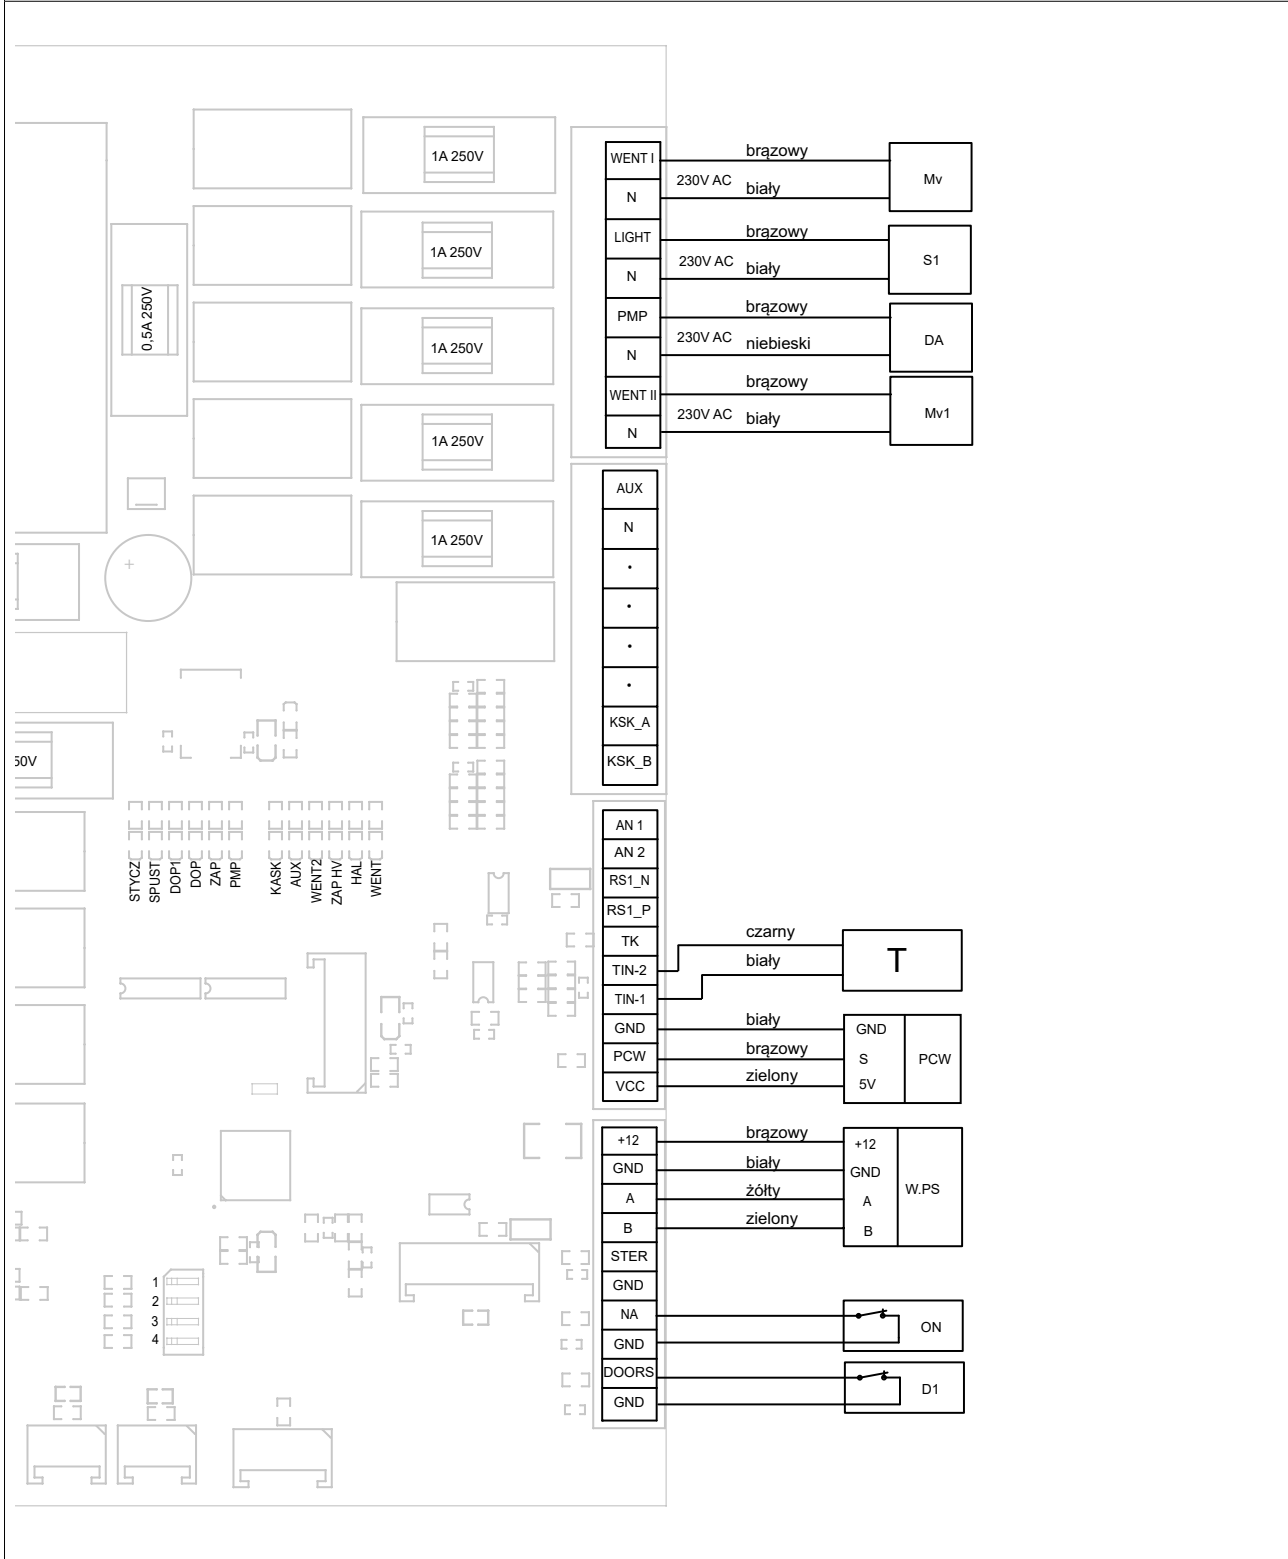 1A 250V
1A 250V
1A 250V
1A 250V
1A 250V
0,5A 250V
50V
WENT I
N
LIGHT
N
PMP
N
WENT II
N
230V AC
brązowy
biały
Mv
230V AC
brązowy
biały
S1
230V AC
brązowy
niebieski
DA
230V AC
brązowy
biały
Mv1
AUX
N
KSK_A
KSK_B
STYCZ
SPUST
DOP1
DOP
ZAP
PMP
KASK
AUX
WENT2
ZAP HV
HAL
WENT
AN 1
AN 2
RS1_N
RS1_P
TK
TIN-2
TIN-1
GND
PCW
VCC
czarny
biały
T
biały
brązowy
zielony
GND
S
5V
PCW
+12
GND
A
B
STER
GND
NA
GND
DOORS
GND
brązowy
biały
żółty
zielony
+12
GND
A
B
W.PS
ON
D1
1
2
3
4